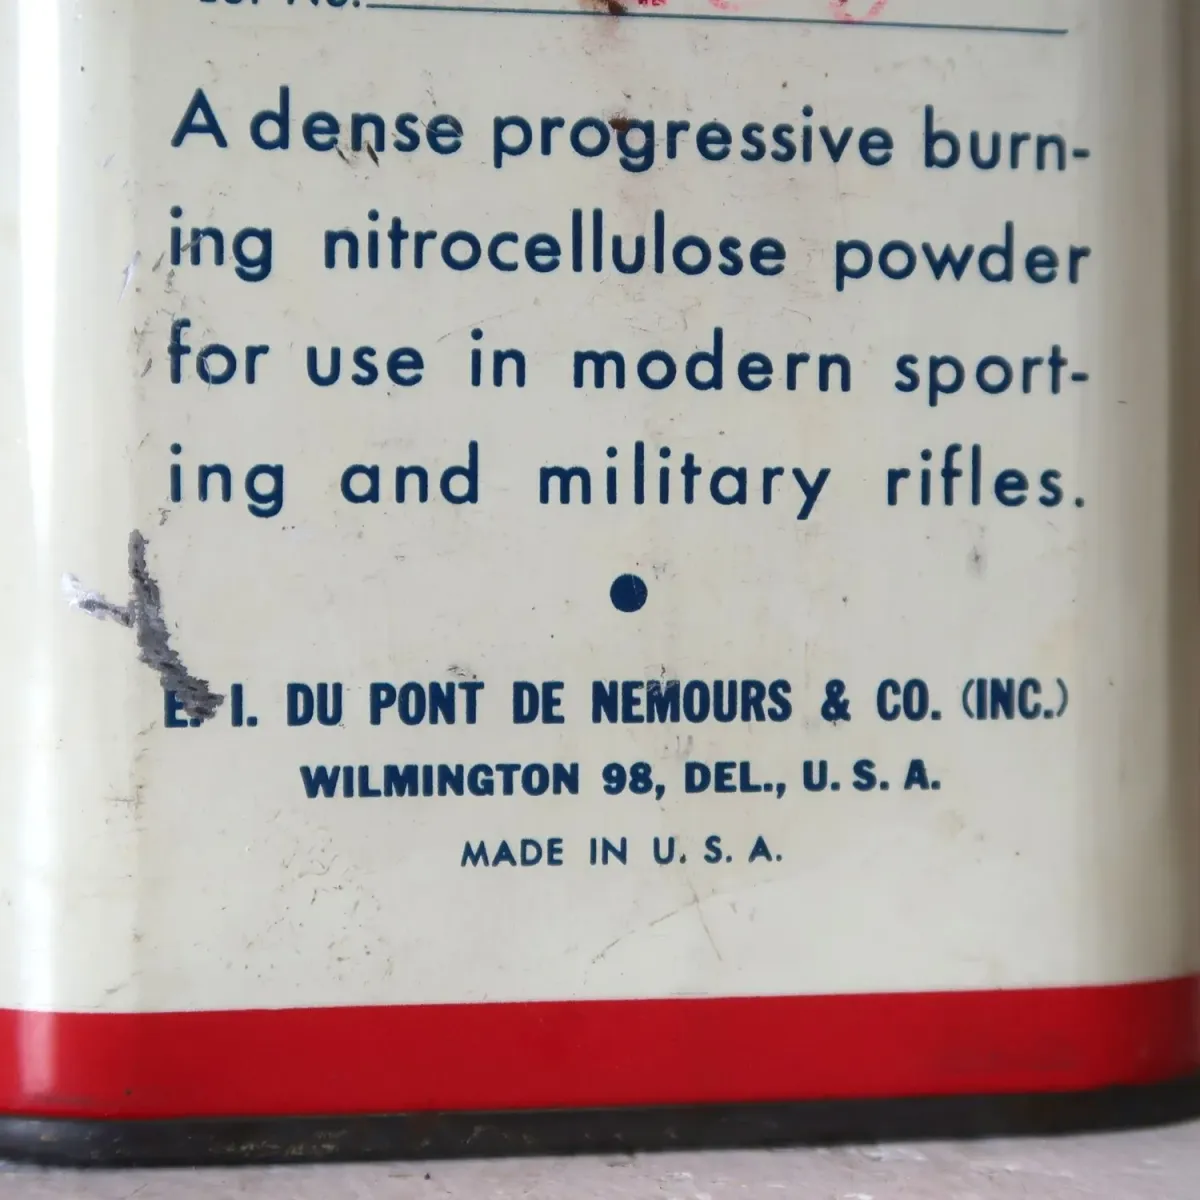 A dense progressive burn-
ing nitrocellulose powder
for use in modern sport-
ing and military rifles.
E. I. DU PONT DE NEMOURS & CO. (INC.)
WILMINGTON 98, DEL., U. S. A.
MADE IN U. S. A.